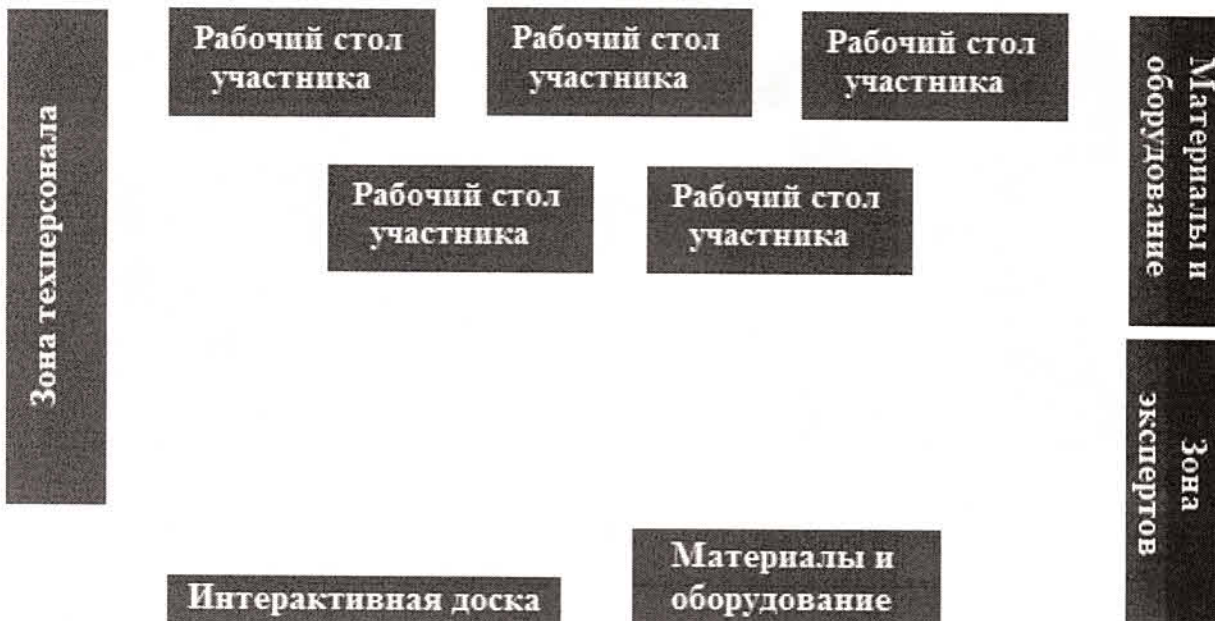 Рабочий стол
участника
Рабочий стол
участника
Рабочий стол
участника
Материалы и
оборудование
Зона техперсонала
Рабочий стол
участника
Рабочий стол
участника
Зона
экспертов
Интерактивная доска
Материалы и
оборудование